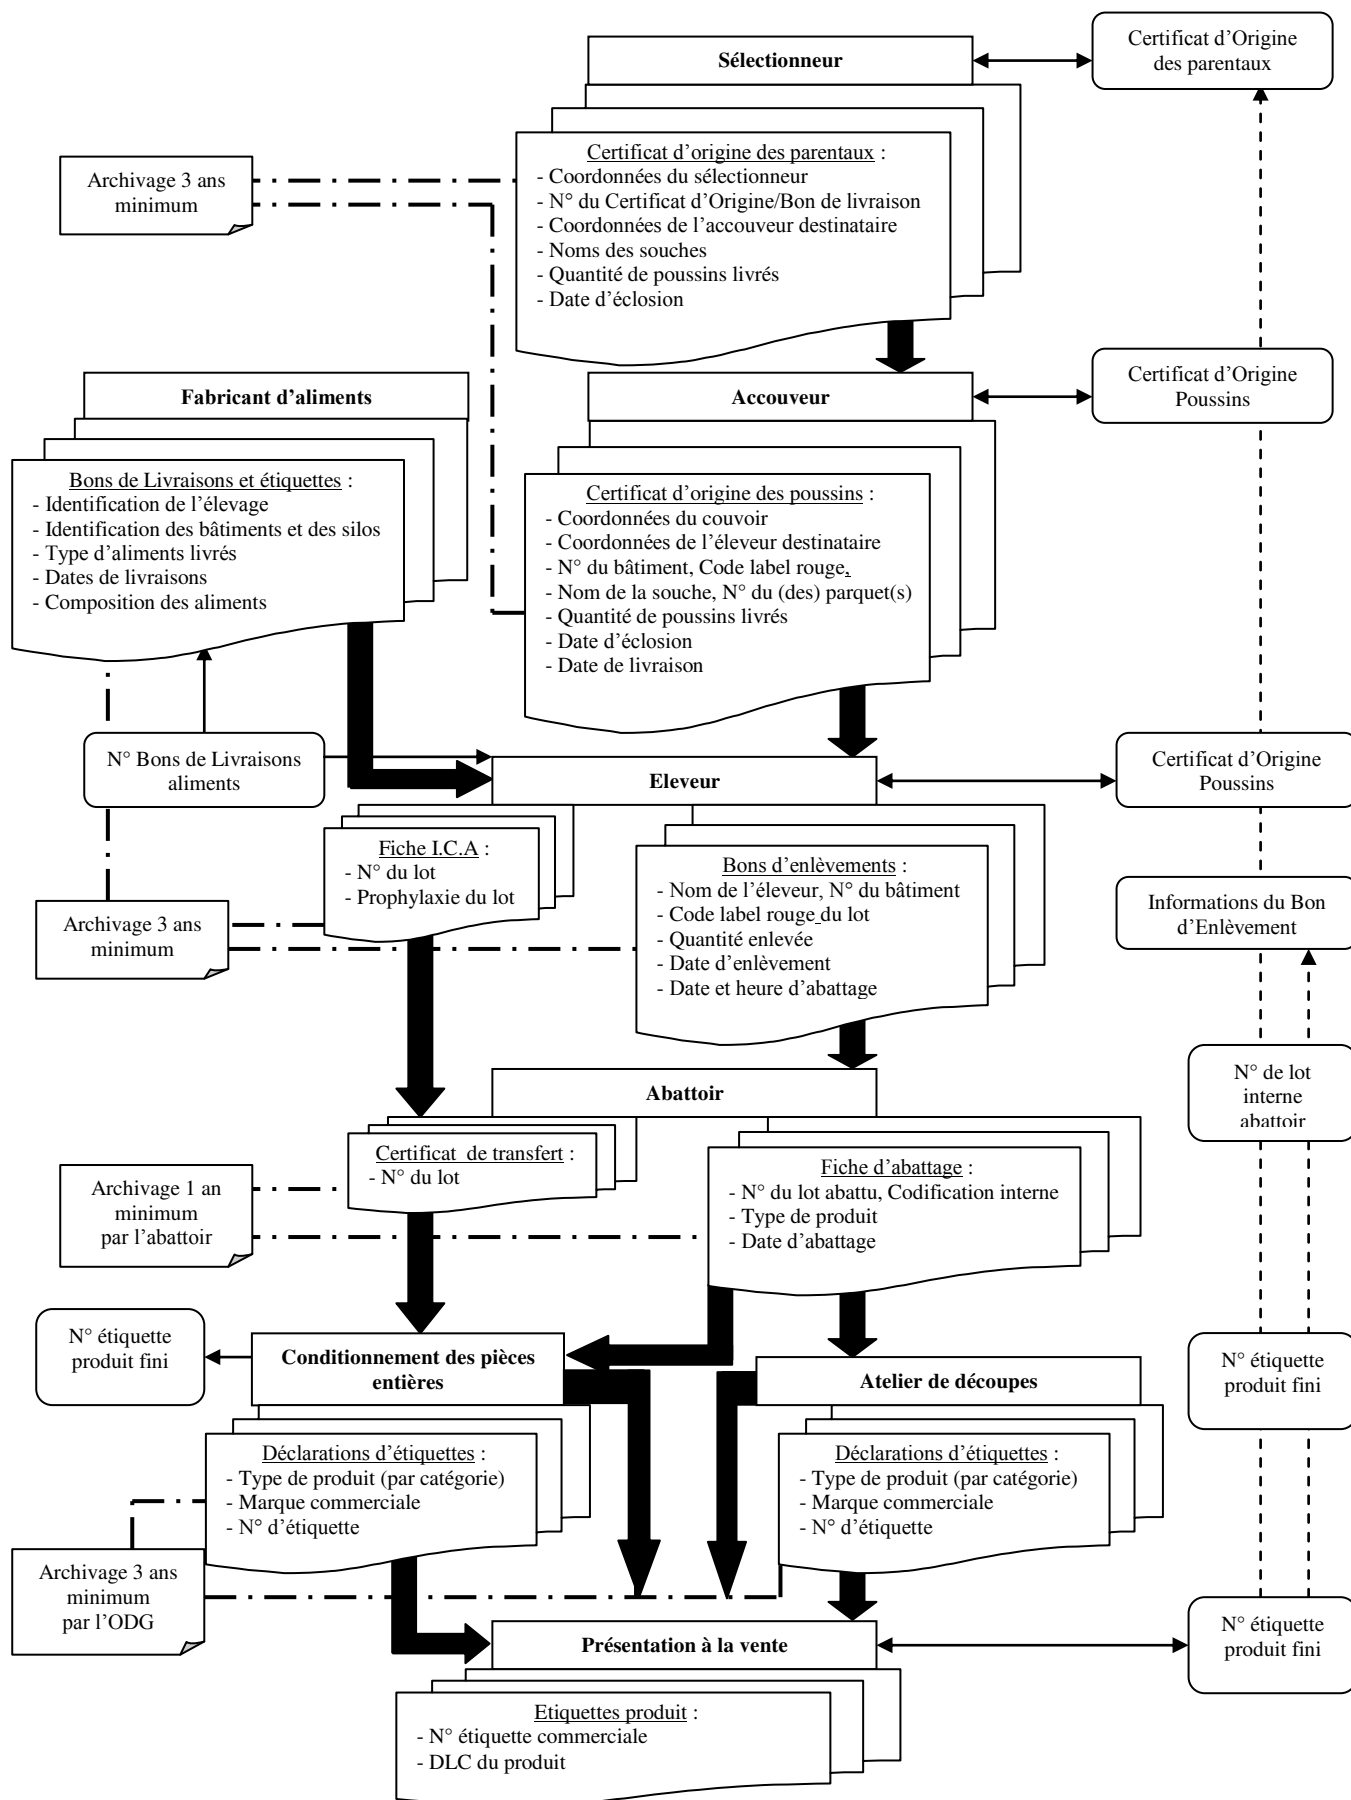 Sélectionneur
Certificat d'Origine
des parentaux
Certificat d'origine des parentaux :
- Coordonnées du sélectionneur
- N° du Certificat d'Origine/Bon de livraison
- Coordonnées de l'accouveur destinataire
- Noms des souches
- Quantité de poussins livrés
- Date d'éclosion
Archivage 3 ans
minimum
Fabricant d'aliments
Accouveur
Certificat d'Origine
Poussins
Bons de Livraisons et étiquettes :
- Identification de l'élevage
- Identification des bâtiments et des silos
- Type d'aliments livrés
- Dates de livraisons
- Composition des aliments
Certificat d'origine des poussins :
- Coordonnées du couvoir
- Coordonnées de l'éleveur destinataire
- N° du bâtiment, Code label rouge,
- Nom de la souche, N° du (des) parquet(s)
- Quantité de poussins livrés
- Date d'éclosion
- Date de livraison
N° Bons de Livraisons
aliments
Eleveur
Certificat d'Origine
Poussins
Fiche I.C.A :
- N° du lot
- Prophylaxie du lot
Bons d'enlèvements :
- Nom de l'éleveur, N° du bâtiment
- Code label rouge du lot
- Quantité enlevée
- Date d'enlèvement
- Date et heure d'abattage
Archivage 3 ans
minimum
Informations du Bon
d'Enlèvement
Abattoir
N° de lot
interne
abattoir
Certificat de transfert :
- N° du lot
Fiche d'abattage :
- N° du lot abattu, Codification interne
- Type de produit
- Date d'abattage
Archivage 1 an
minimum
par l'abattoir
N° étiquette
produit fini
Conditionnement des pièces
entières
Atelier de découpes
N° étiquette
produit fini
Déclarations d'étiquettes :
- Type de produit (par catégorie)
- Marque commerciale
- N° d'étiquette
Déclarations d'étiquettes :
- Type de produit (par catégorie)
- Marque commerciale
- N° d'étiquette
Archivage 3 ans
minimum
par l'ODG
Présentation à la vente
N° étiquette
produit fini
Etiquettes produit :
- N° étiquette commerciale
- DLC du produit